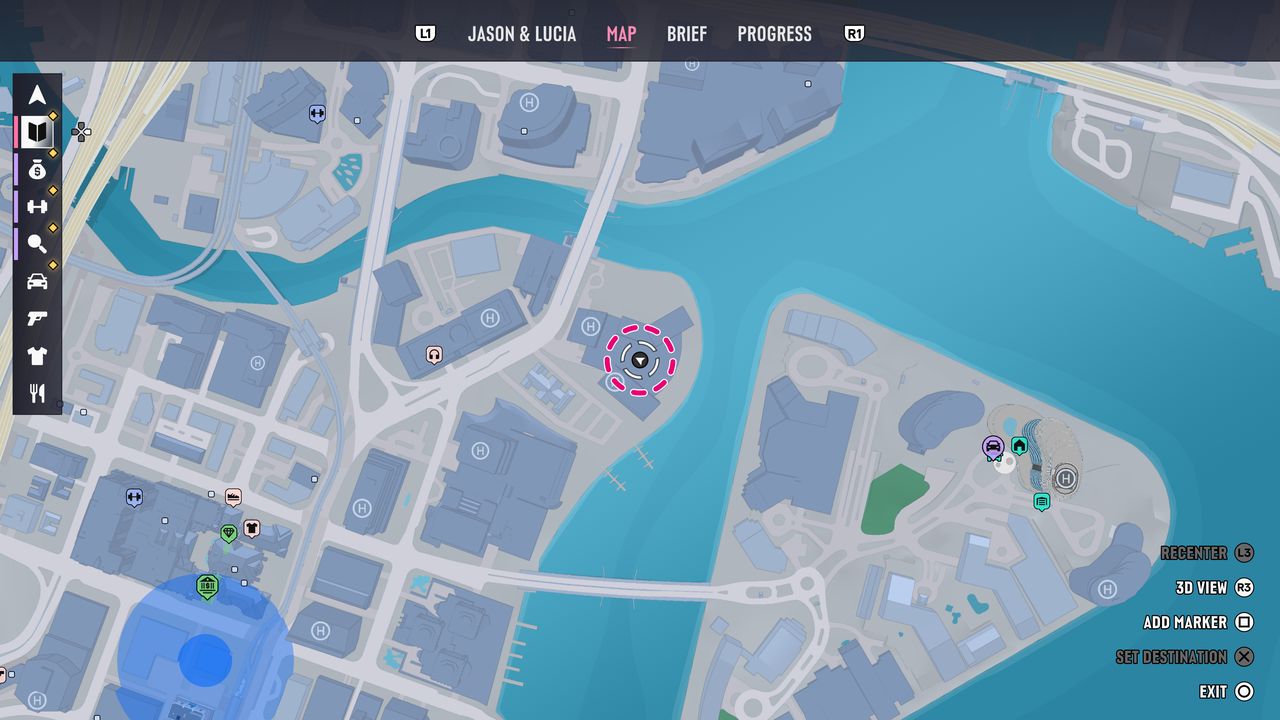 L1 JASON & LUCIA MAP BRIEF PROGRESS R1
H
H
$
H
H
H
H
H
H
H
H
H
H
RECENTER L3
3D VIEW R3
ADD MARKER
SET DESTINATION
EXIT